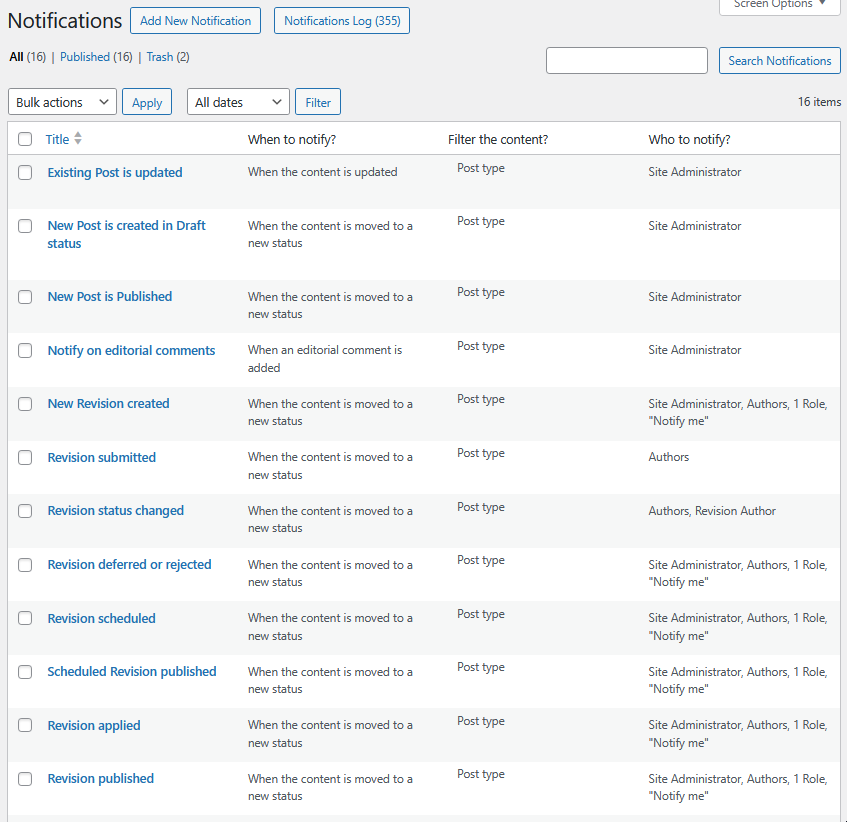 Screen Options
Notifications Add New Notification Notifications Log (355)
All (16) | Published (16) | Trash (2)
Search Notifications
Bulk actions Apply All dates Filter 16 items
Title When to notify? Filter the content? Who to notify?
Existing Post is updated When the content is updated Post type Site Administrator
New Post is created in Draft When the content is moved to a Post type Site Administrator
status new status
New Post is Published When the content is moved to a Post type Site Administrator
new status
Notify on editorial comments When an editorial comment is Post type Site Administrator
added
New Revision created When the content is moved to a Post type Site Administrator, Authors, 1 Role,
new status "Notify me"
Revision submitted When the content is moved to a Post type Authors
new status
Revision status changed When the content is moved to a Post type Authors, Revision Author
new status
Revision deferred or rejected When the content is moved to a Post type Site Administrator, Authors, 1 Role,
new status "Notify me"
Revision scheduled When the content is moved to a Post type Site Administrator, Authors, 1 Role,
new status "Notify me"
Scheduled Revision published When the content is moved to a Post type Site Administrator, Authors, 1 Role,
new status "Notify me"
Revision applied When the content is moved to a Post type Site Administrator, Authors, 1 Role,
new status "Notify me"
Revision published When the content is moved to a Post type Site Administrator, Authors, 1 Role,
new status "Notify me"